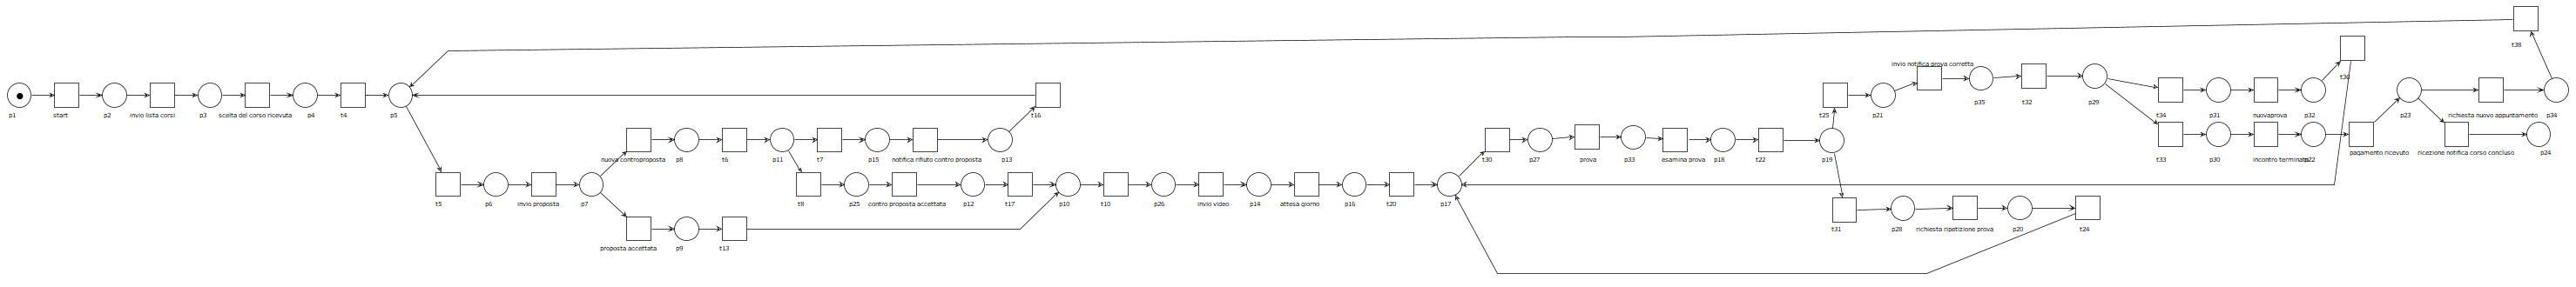 t38
invio notifica prova corretta
t36
p1
start
p2
invio lista corsi
p3
scelta del corso ricevuta
p4
t4
p5
t16
t25
p21
p35
t32
p29
t34
p31
nuovaprova
p32
p23
richiesta nuovo appuntamento
p34
nuova controproposta
p8
t6
p11
t7
p15
notifica rifiuto contro proposta
p13
t30
p27
prova
p33
esamina prova
p18
t22
p19
t33
p30
incontro terminato
p22
pagamento ricevuto
ricezione notifica corso concluso
p24
t5
p6
invio proposta
p7
t8
p25
contro proposta accettata
p12
t17
p10
t10
p26
invio video
p14
attesa giorno
p16
t20
p17
t31
p28
richiesta ripetizione prova
p20
t24
proposta accettata
p9
t13